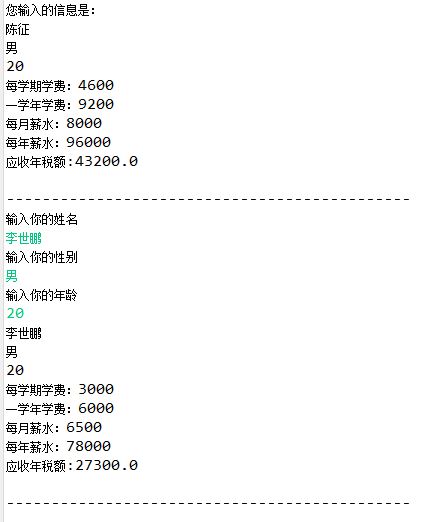 您输入的信息是：
陈征
男
20
每学期学费：4600
一学年学费：9200
每月薪水：8000
每年薪水：96000
应收年税额:43200.0
---------------------------------------------
输入你的姓名
李世鹏
输入你的性别
男
输入你的年龄
20
李世鹏
男
20
每学期学费：3000
一学年学费：6000
每月薪水：6500
每年薪水：78000
应收年税额:27300.0
---------------------------------------------